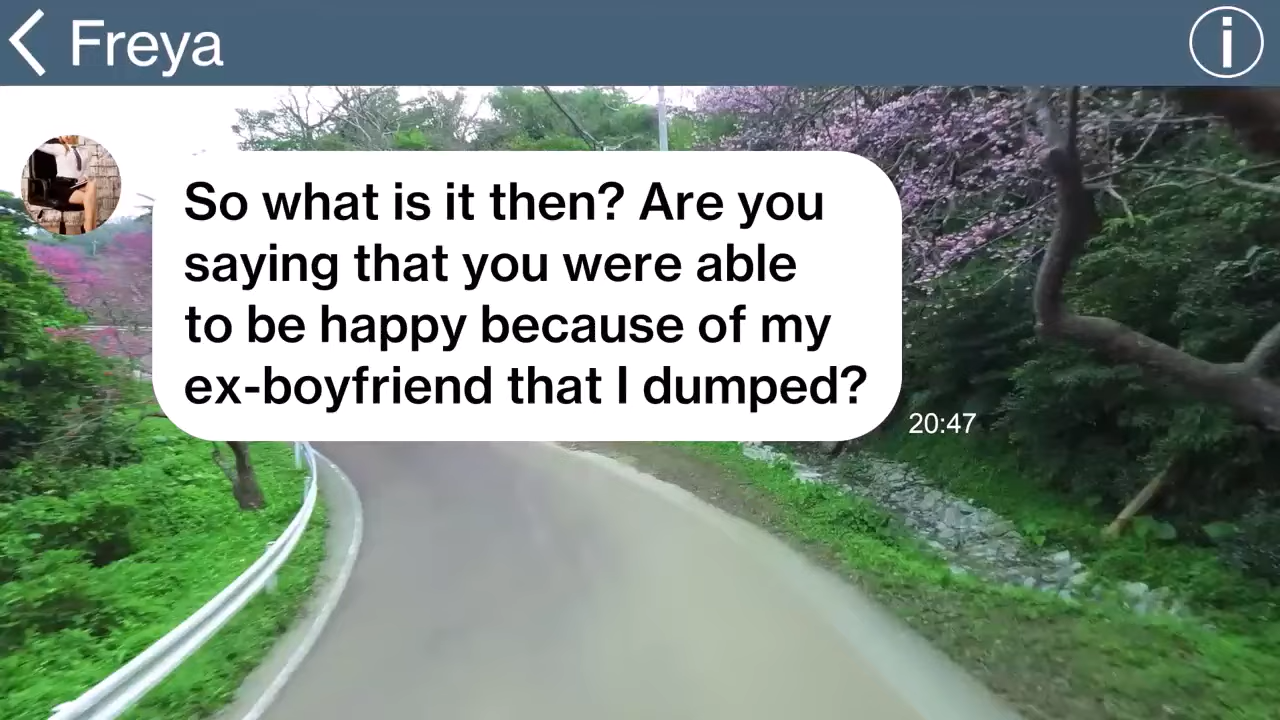 Freya
i
So what is it then? Are you
saying that you were able
to be happy because of my
ex-boyfriend that I dumped?
20:47